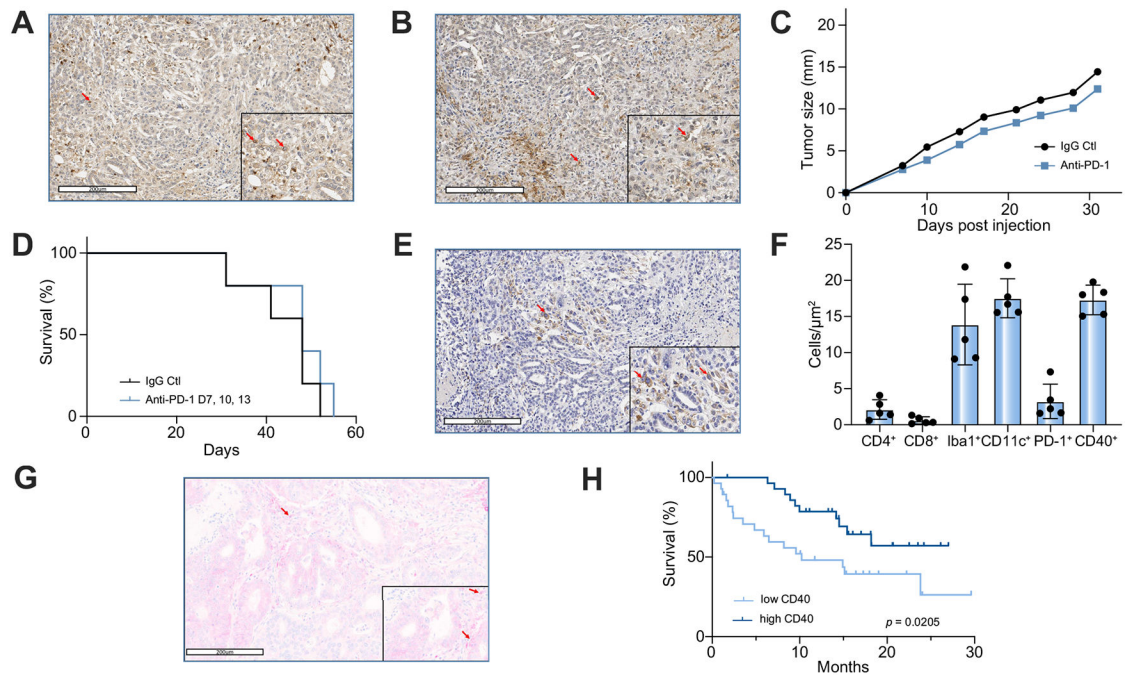 A
200um
B
200um
C
Tumor size (mm)
20
15
10
5
0
0
10
20
30
Days post injection
IgG Ctl
Anti-PD-1
D
Survival (%)
100
50
0
0
20
40
60
Days
IgG Ctl
Anti-PD-1 D7, 10, 13
E
200um
F
Cells/µm²
25
20
15
10
5
0
CD4⁺ CD8⁺ Iba1⁺ CD11c⁺ PD-1⁺ CD40⁺
G
200um
H
Survival (%)
100
50
0
0
10
20
30
Months
low CD40
high CD40
p = 0.0205